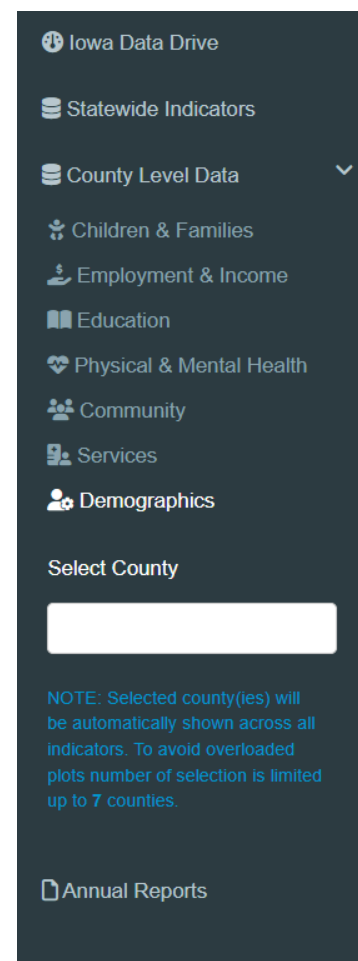 Iowa Data Drive
Statewide Indicators
County Level Data
Children & Families
Employment & Income
Education
Physical & Mental Health
Community
Services
Demographics
Select County
NOTE: Selected county(ies) will
be automatically shown across all
indicators. To avoid overloaded
plots number of selection is limited
up to 7 counties.
Annual Reports